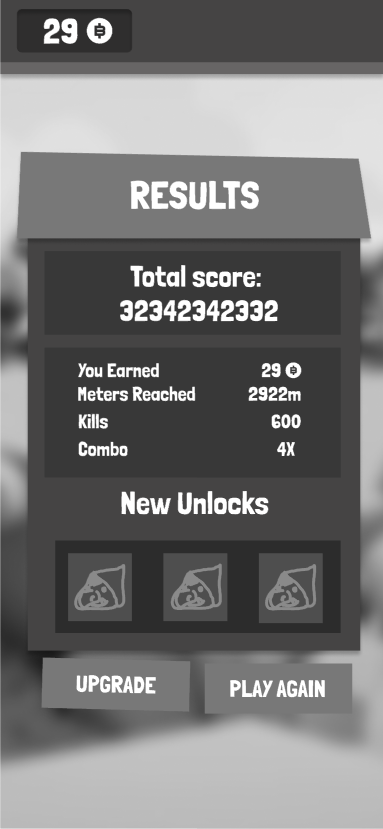 29
RESULTS
Total score:
32342342332
You Earned 29
Meters Reached 2922m
Kills 600
Combo 4X
New Unlocks
UPGRADE
PLAY AGAIN